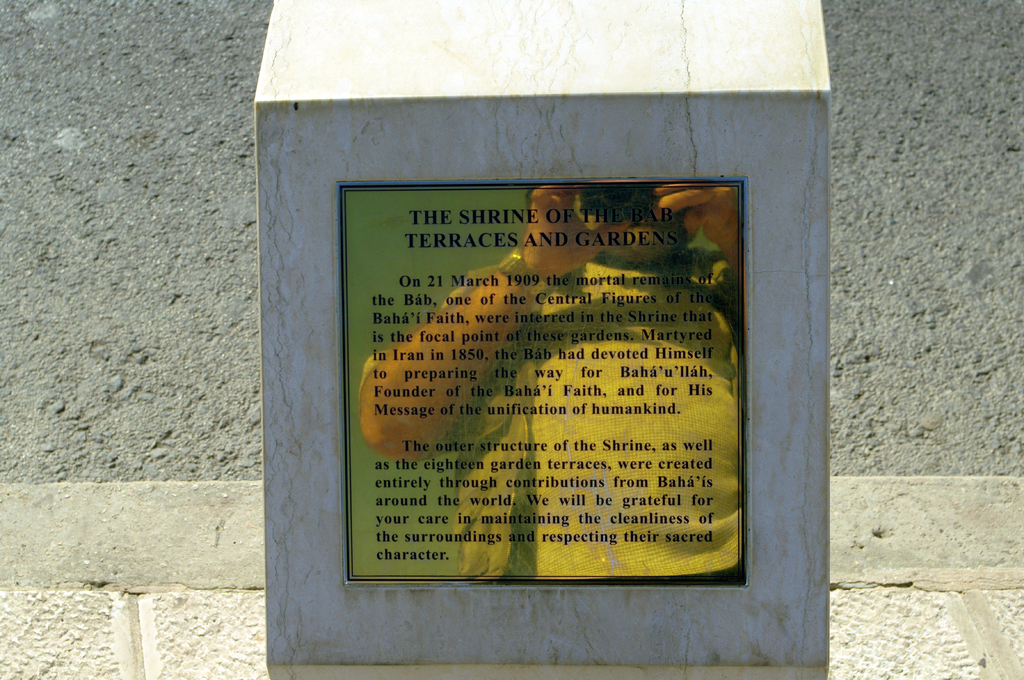 THE SHRINE OF THE BÁB
TERRACES AND GARDENS
On 21 March 1909 the mortal remains of
the Báb, one of the Central Figures of the
Bahá'í Faith, were interred in the Shrine that
is the focal point of these gardens. Martyred
in Iran in 1850, the Báb had devoted Himself
to preparing the way for Bahá'u'lláh,
Founder of the Bahá'í Faith, and for His
Message of the unification of humankind.
The outer structure of the Shrine, as well
as the eighteen garden terraces, were created
entirely through contributions from Bahá'ís
around the world. We will be grateful for
your care in maintaining the cleanliness of
the surroundings and respecting their sacred
character.